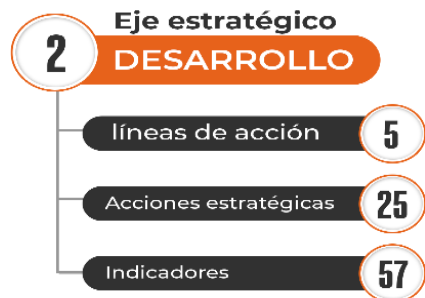 Eje estratégico
2 DESARROLLO
líneas de acción 5
Acciones estratégicas 25
Indicadores 57